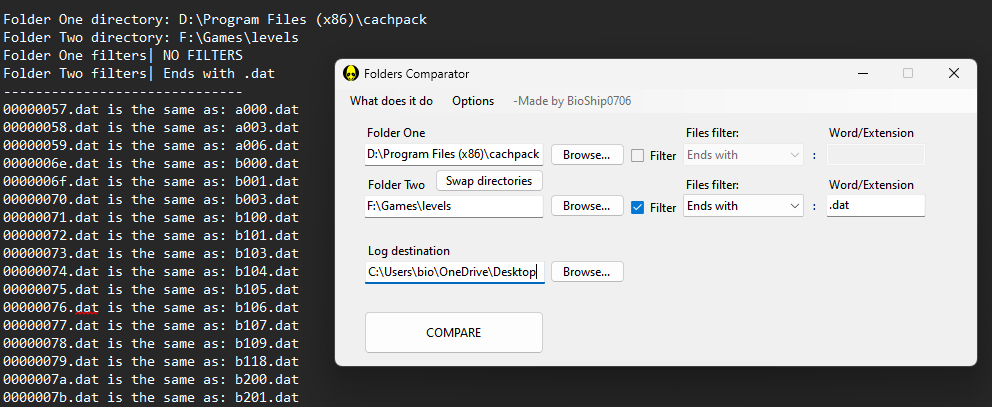 Folder One directory: D:\Program Files (x86)\cachpack
Folder Two directory: F:\Games\levels
Folder One filters| NO FILTERS
Folder Two filters| Ends with .dat
------------------------------
00000057.dat is the same as: a000.dat
00000058.dat is the same as: a003.dat
00000059.dat is the same as: a006.dat
0000006e.dat is the same as: b000.dat
0000006f.dat is the same as: b001.dat
00000070.dat is the same as: b003.dat
00000071.dat is the same as: b100.dat
00000072.dat is the same as: b101.dat
00000073.dat is the same as: b103.dat
00000074.dat is the same as: b104.dat
00000075.dat is the same as: b105.dat
00000076.dat is the same as: b106.dat
00000077.dat is the same as: b107.dat
00000078.dat is the same as: b109.dat
00000079.dat is the same as: b118.dat
0000007a.dat is the same as: b200.dat
0000007b.dat is the same as: b201.dat
Folders Comparator
What does it do Options -Made by BioShip0706
Folder One Files filter: Word/Extension
D:\Program Files (x86)\cachpack Browse... Filter Ends with :
Folder Two Swap directories Files filter: Word/Extension
F:\Games\levels Browse... Filter Ends with : .dat
Log destination
C:\Users\bio\OneDrive\Desktop Browse...
COMPARE